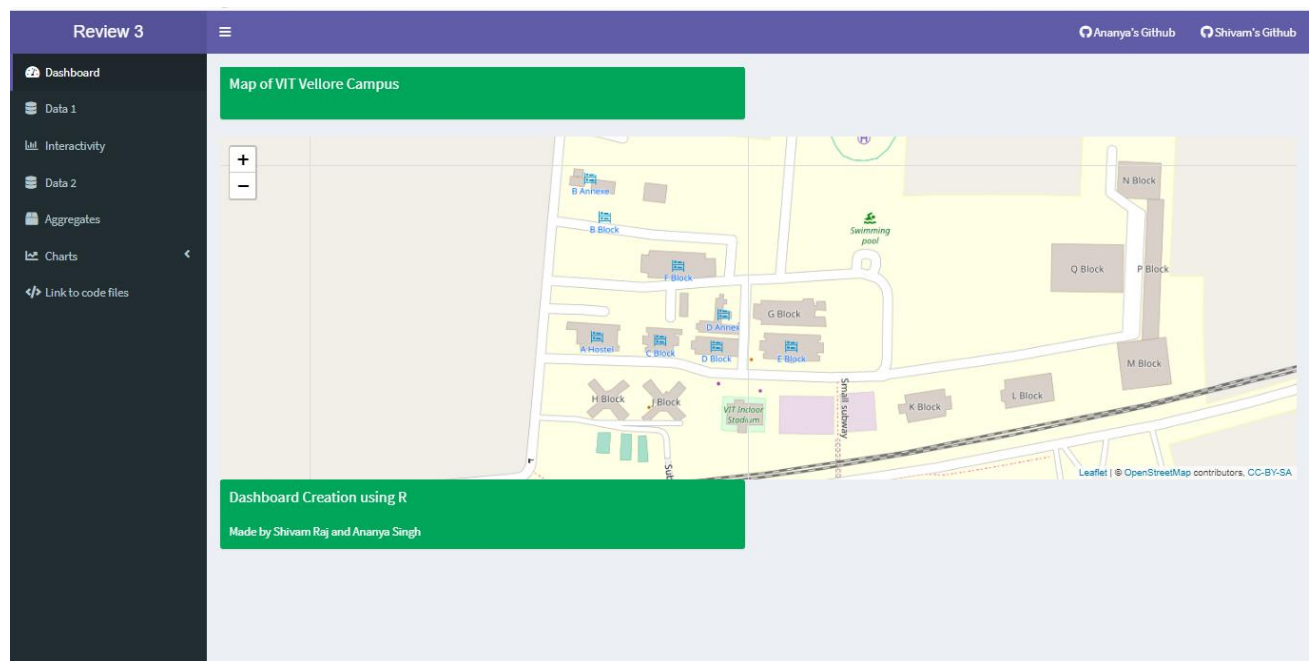 Review 3
Ananya's Github
Shivam's Github
Dashboard
Data 1
Interactivity
Data 2
Aggregates
Charts
Link to code files
Map of VIT Vellore Campus
+
−
H
N Block
B Annexe
B Block
Swimming
pool
F Block
Q Block
P Block
G Block
D Annex
A Hostel
C Block
D Block
E Block
M Block
H Block
J Block
VIT Indoor
Stadium
Small subway
K Block
L Block
Leaflet | © OpenStreetMap contributors, CC-BY-SA
Dashboard Creation using R
Made by Shivam Raj and Ananya Singh